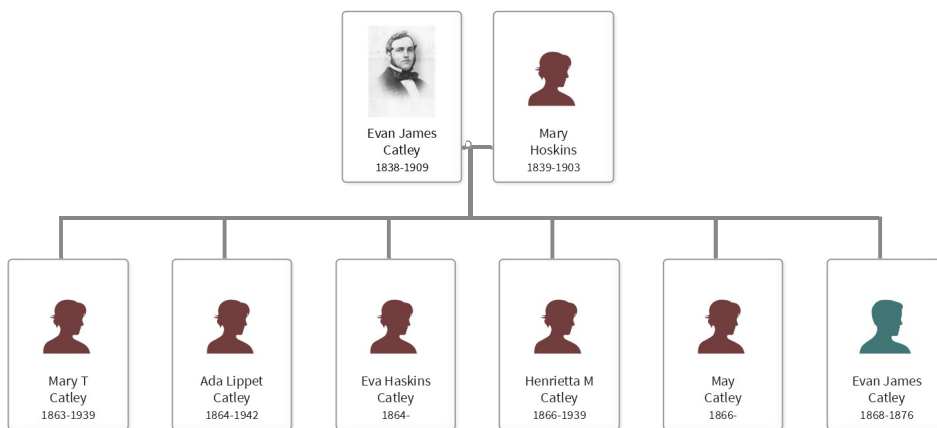 Evan James
Catley
1838-1909
Mary
Hoskins
1839-1903
Mary T
Catley
1863-1939
Ada Lippet
Catley
1864-1942
Eva Haskins
Catley
1864-
Henrietta M
Catley
1866-1939
May
Catley
1866-
Evan James
Catley
1868-1876